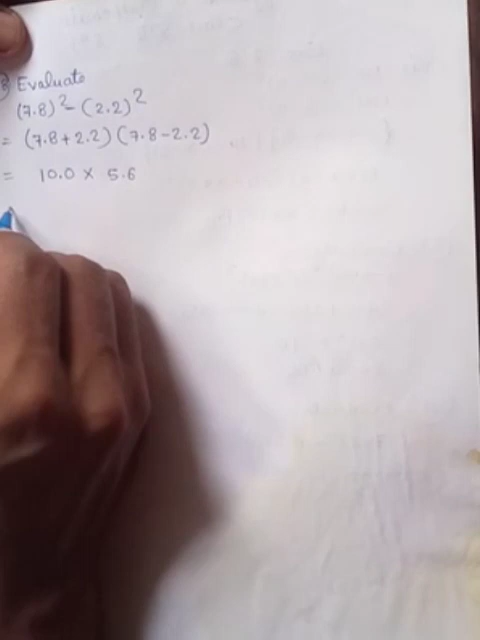 Evaluate
(7.8)² - (2.2)²
= (7.8+2.2) (7.8-2.2)
= 10.0 x 5.6